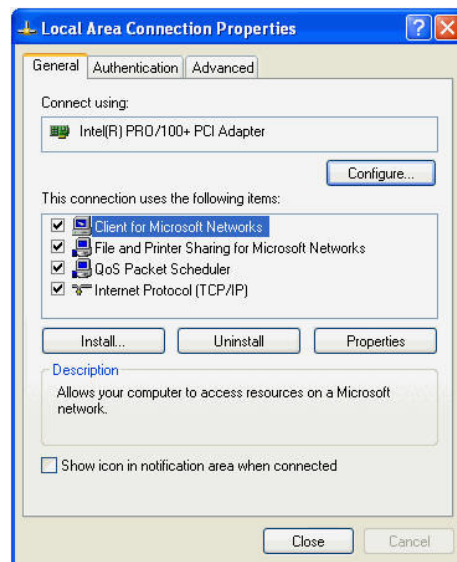 Local Area Connection Properties
General Authentication Advanced
Connect using:
Intel(R) PRO/100+ PCI Adapter
Configure...
This connection uses the following items:
Client for Microsoft Networks
File and Printer Sharing for Microsoft Networks
QoS Packet Scheduler
Internet Protocol (TCP/IP)
Install... Uninstall Properties
Description
Allows your computer to access resources on a Microsoft
network.
Show icon in notification area when connected
Close Cancel